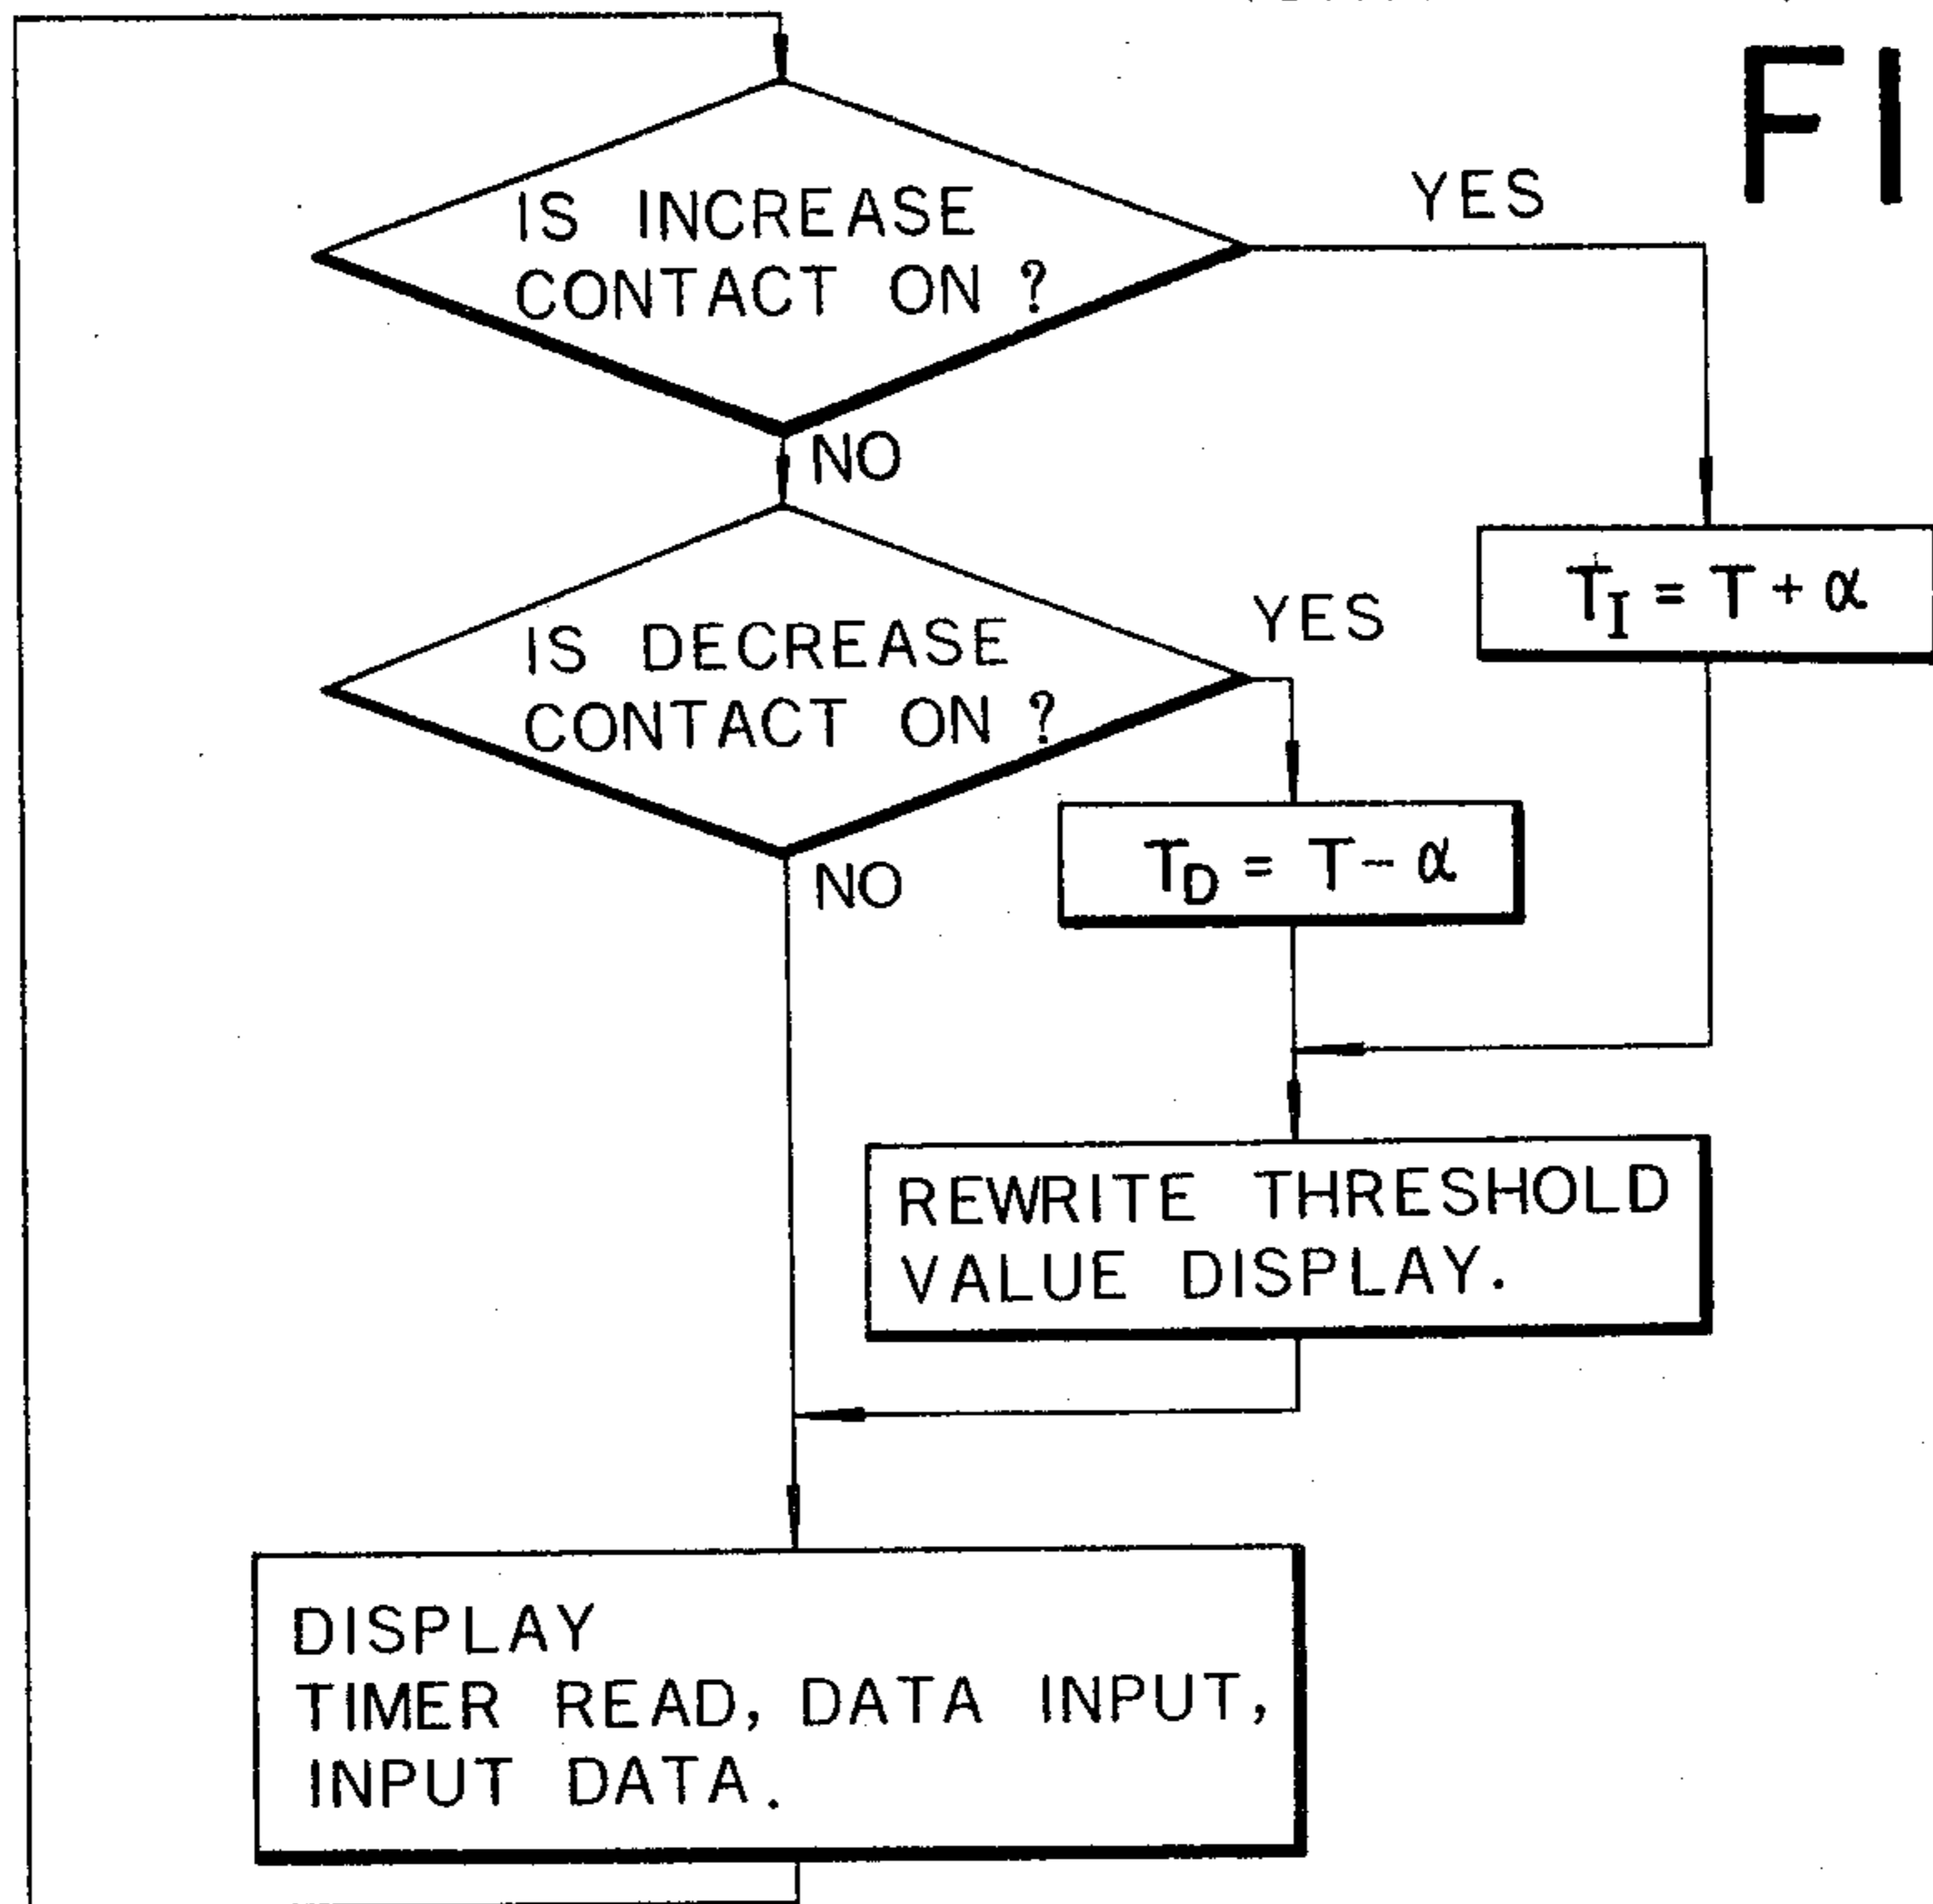 FI
IS INCREASE
CONTACT ON ?
YES
NO
T_I = T + α
IS DECREASE
CONTACT ON ?
YES
NO
T_D = T - α
REWRITE THRESHOLD
VALUE DISPLAY.
DISPLAY
TIMER READ, DATA INPUT,
INPUT DATA.